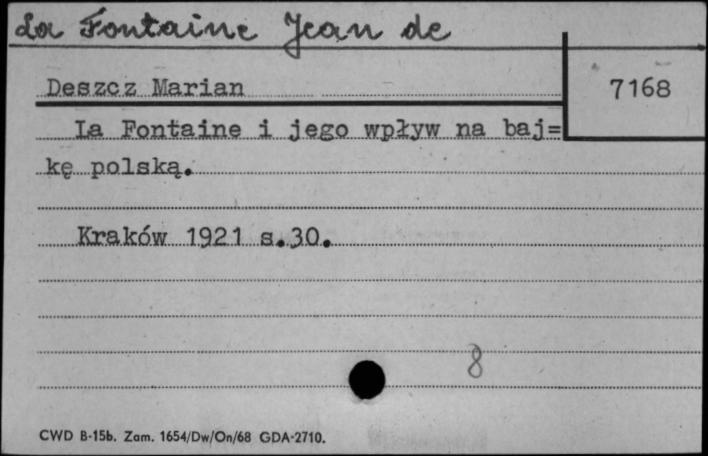 La Fontaine Jean de
Deszcz Marian
7168
La Fontaine i jego wpływ na baj=
kę polską.
Kraków 1921 s.30.
8
CWD B-15b. Zam. 1654/Dw/On/68 GDA-2710.